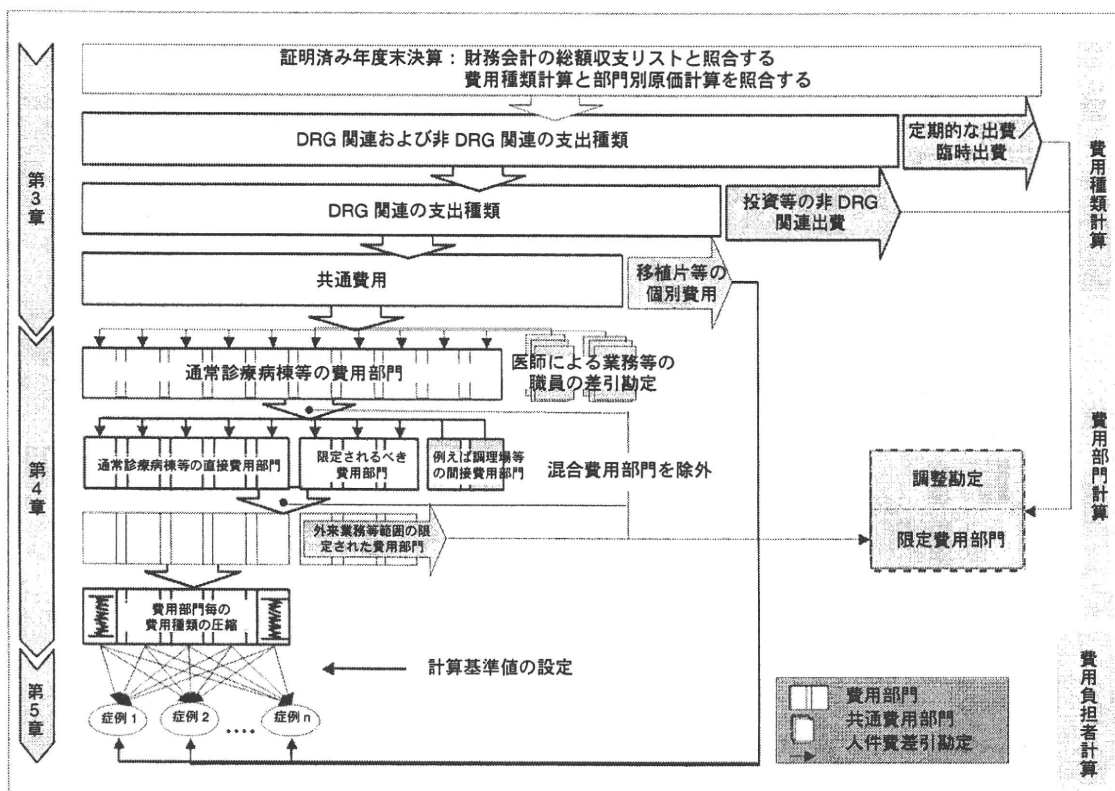 証明済み年度末決算：財務会計の総額収支リストと照合する
費用種類計算と部門別原価計算を照合する
DRG 関連および非 DRG 関連の支出種類
定期的な出費／
臨時出費
DRG 関連の支出種類
投資等の非 DRG
関連出費
共通費用
移植片等の
個別費用
第3章
費用種類計算
通常診療病棟等の費用部門
医師による業務等の
職員の差引勘定
通常診療病棟等の直接費用部門
限定されるべき
費用部門
例えば調理場等
の間接費用部門
混合費用部門を除外
外来業務等範囲の限
定された費用部門
調整勘定
限定費用部門
第4章
費用部門計算
費用部門毎の
費用種類の圧縮
計算基準値の設定
症例 1
症例 2
‥‥
症例 n
第5章
費用負担者計算
費用部門
共通費用部門
人件費差引勘定